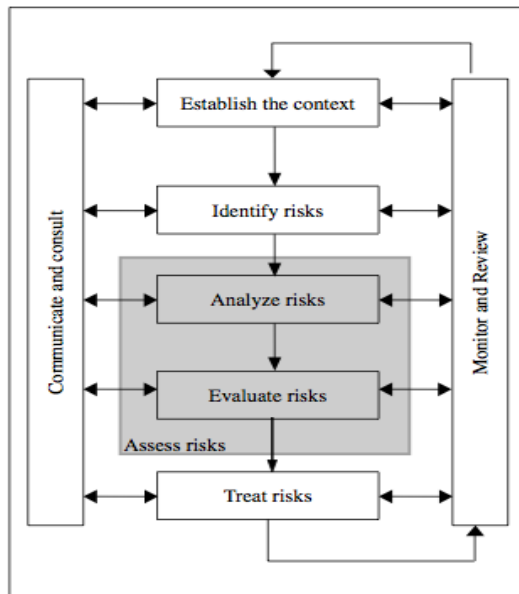 Establish the context
Identify risks
Analyze risks
Evaluate risks
Assess risks
Treat risks
Communicate and consult
Monitor and Review